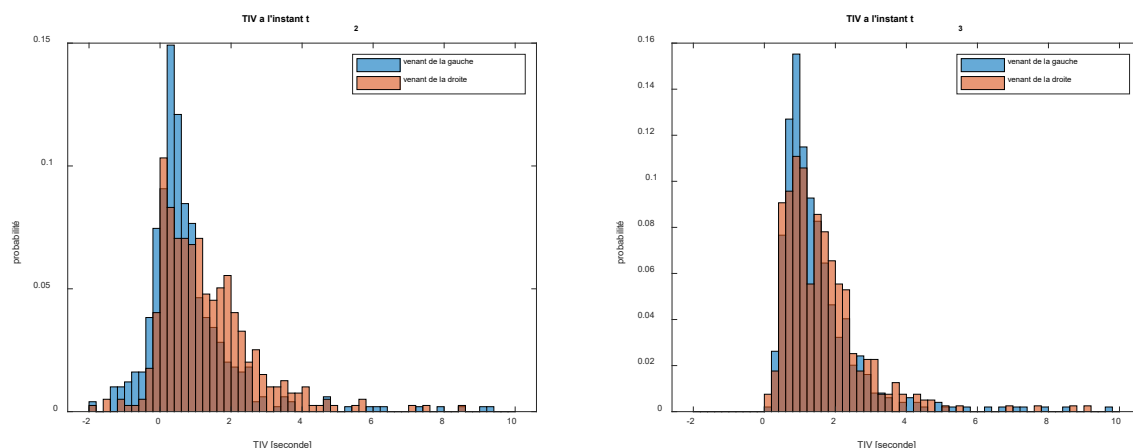 TIV a l'instant t
2
0.15
0.1
0.05
0
probabilité
venant de la gauche
venant de la droite
-2 0 2 4 6 8 10
TIV [seconde]
TIV a l'instant t
3
0.16
0.14
0.12
0.1
0.08
0.06
0.04
0.02
0
probabilité
venant de la gauche
venant de la droite
-2 0 2 4 6 8 10
TIV [seconde]